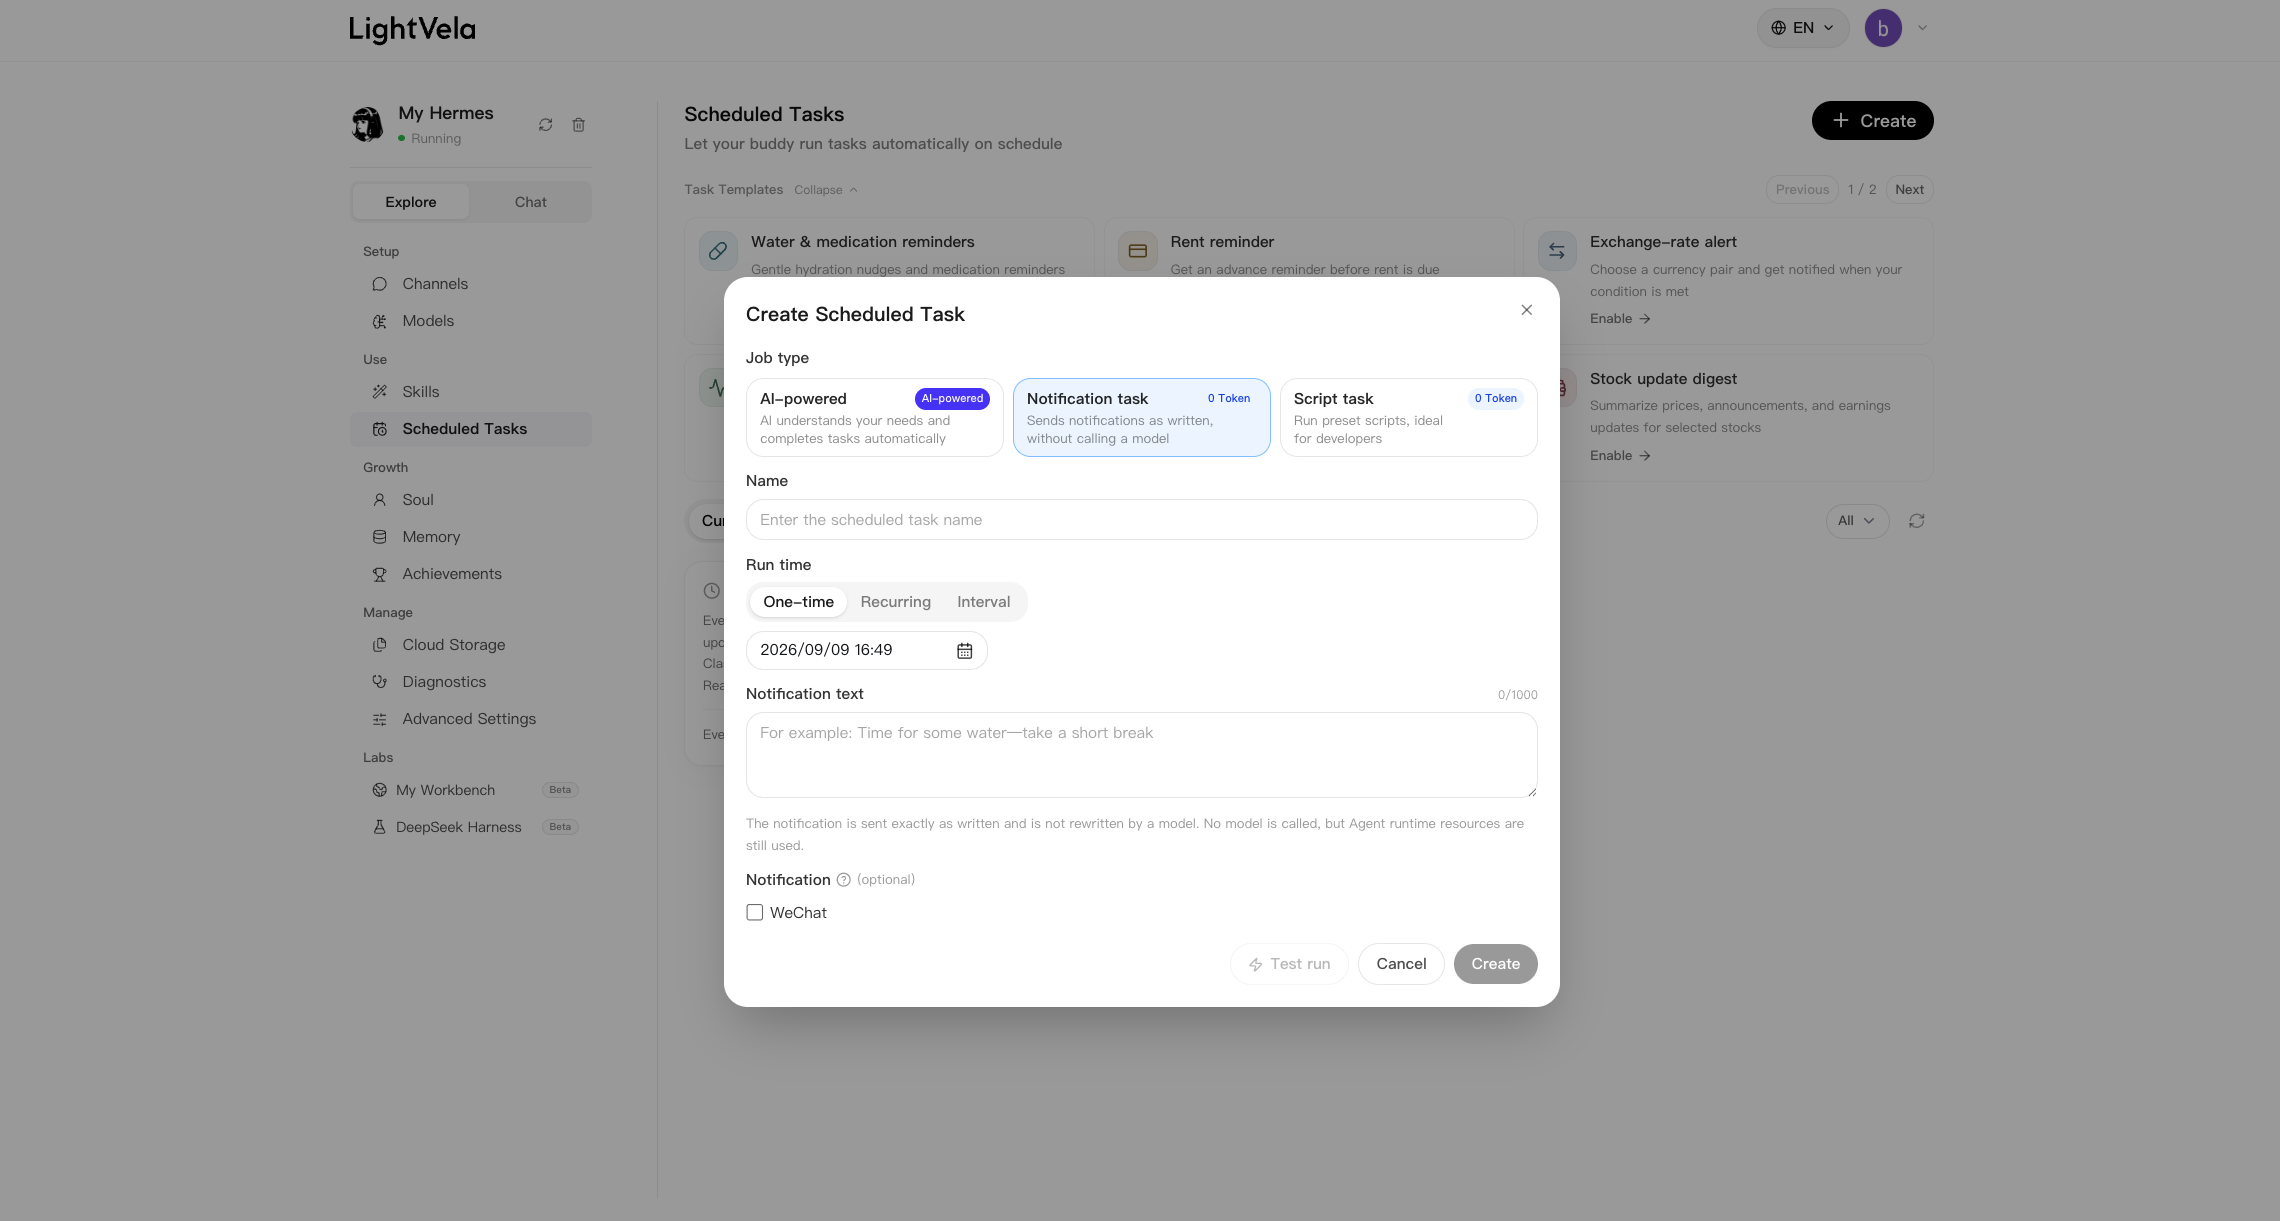 LightVela
EN
b
My Hermes
Running
Explore
Chat
Setup
Channels
Models
Use
Skills
Scheduled Tasks
Growth
Soul
Memory
Achievements
Manage
Cloud Storage
Diagnostics
Advanced Settings
Labs
My Workbench
Beta
DeepSeek Harness
Beta
Scheduled Tasks
Let your buddy run tasks automatically on schedule
Create
Task Templates
Collapse
Previous
1 / 2
Next
Water & medication reminders
Gentle hydration nudges and medication reminders
Rent reminder
Get an advance reminder before rent is due
Exchange-rate alert
Choose a currency pair and get notified when your
condition is met
Enable →
Stock update digest
Summarize prices, announcements, and earnings
updates for selected stocks
Enable →
All
Create Scheduled Task
Job type
AI-powered
AI-powered
AI understands your needs and
completes tasks automatically
Notification task
0 Token
Sends notifications as written,
without calling a model
Script task
0 Token
Run preset scripts, ideal
for developers
Name
Enter the scheduled task name
Run time
One-time
Recurring
Interval
2026/09/09 16:49
Notification text
0/1000
For example: Time for some water—take a short break
The notification is sent exactly as written and is not rewritten by a model. No model is called, but Agent runtime resources are
still used.
Notification
(optional)
WeChat
Test run
Cancel
Create